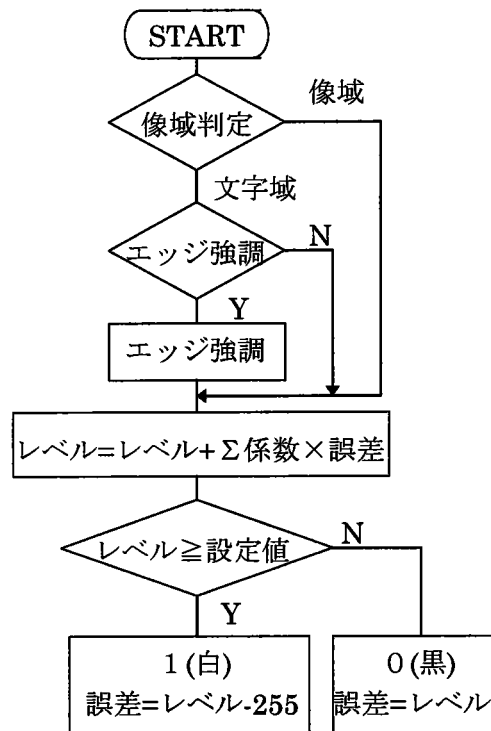 START
像域
像域判定
文字域
エッジ強調
N
Y
エッジ強調
レベル=レベル+Σ係数×誤差
レベル≧設定値
N
Y
1(白)
誤差=レベル-255
0(黒)
誤差=レベル